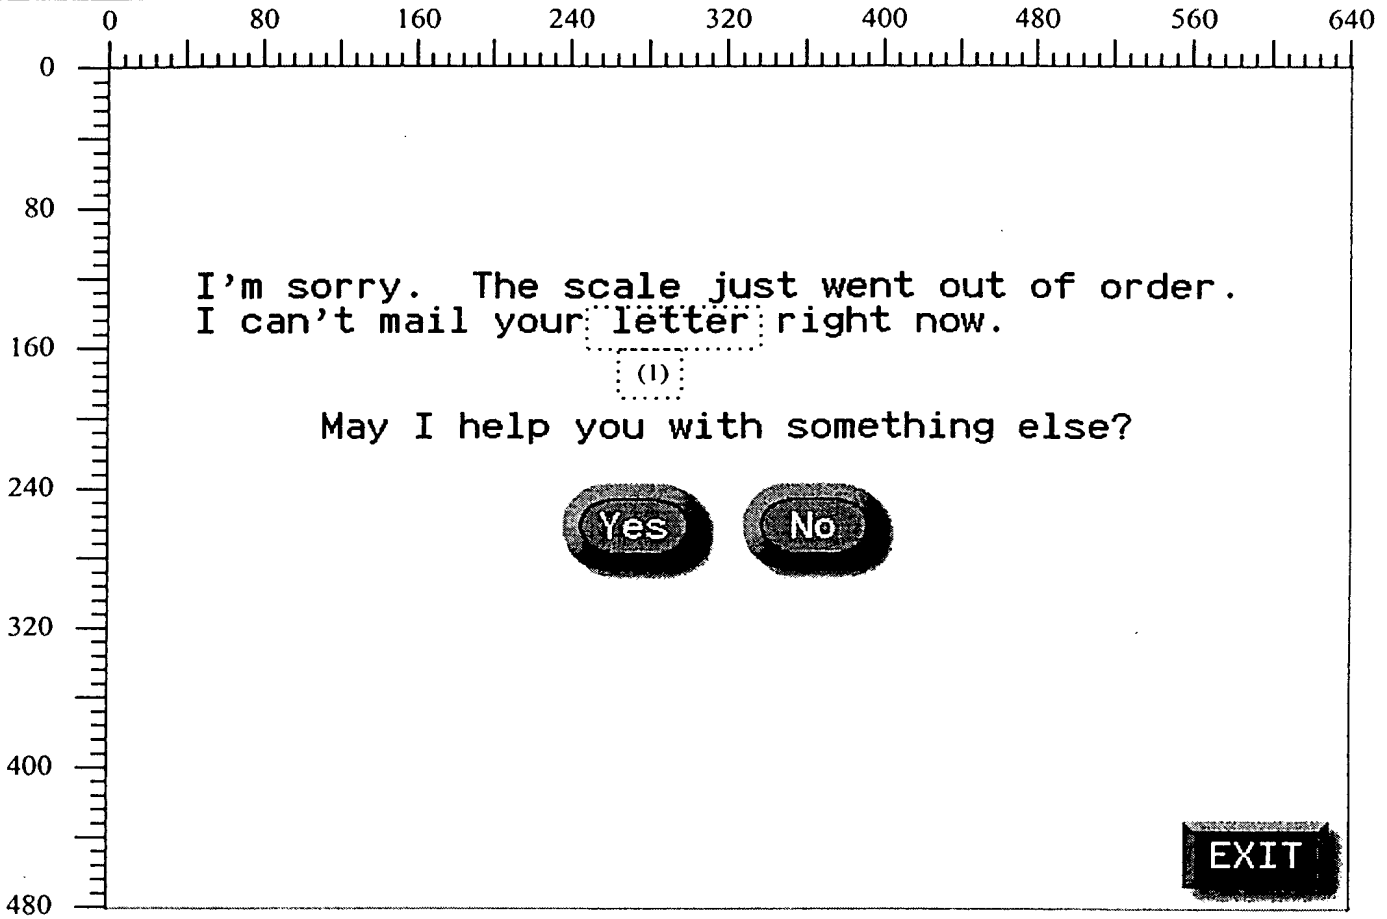 0 80 160 240 320 400 480 560 640
0
80
I'm sorry.  The scale just went out of order.
I can't mail your letter right now.
160
(1)
May I help you with something else?
240
Yes No
320
400
EXIT
480